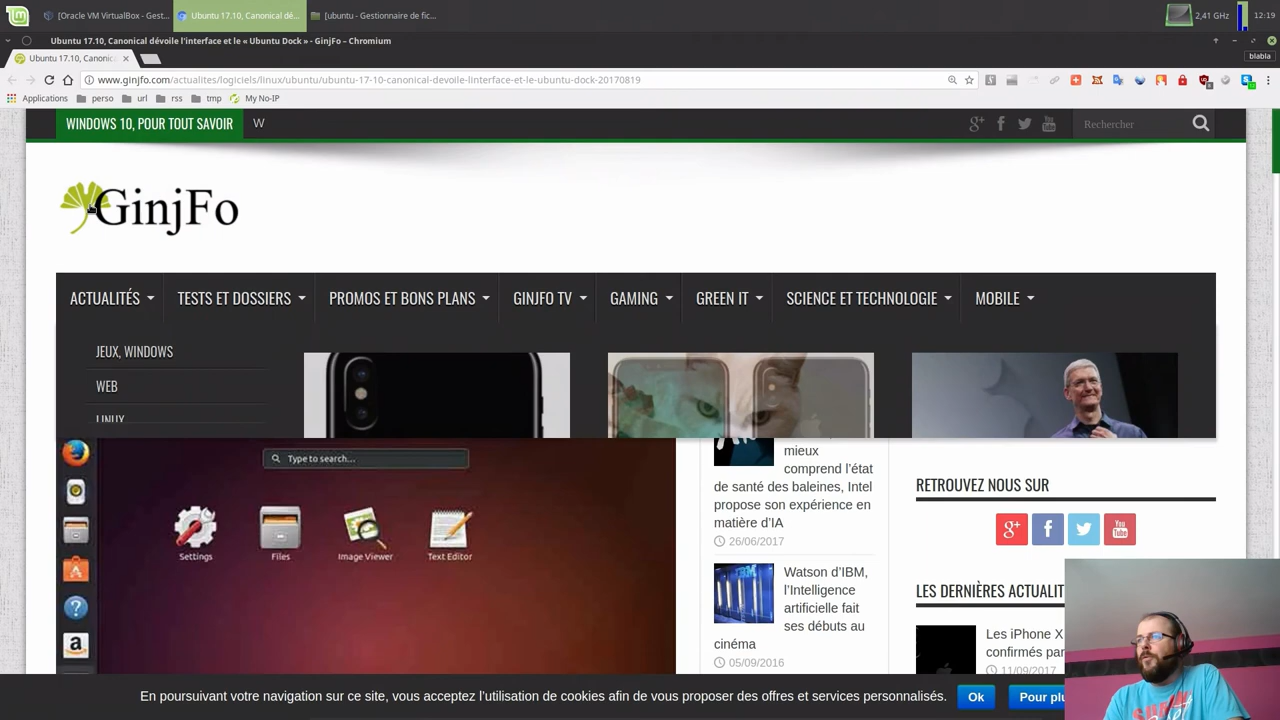 [Oracle VM VirtualBox - Gest...
Ubuntu 17.10, Canonical dé...
[ubuntu - Gestionnaire de fic...
2,41 GHz
12:19
Ubuntu 17.10, Canonical dévoile l'interface et le « Ubuntu Dock » - GinjFo – Chromium
Ubuntu 17.10, Canonic
blabla
www.ginjfo.com/actualites/logiciels/linux/ubuntu/ubuntu-17-10-canonical-devoile-linterface-et-le-ubuntu-dock-20170819
Applications
perso
url
rss
tmp
My No-IP
WINDOWS 10, POUR TOUT SAVOIR
W
Rechercher
GinjFo
ACTUALITÉS
TESTS ET DOSSIERS
PROMOS ET BONS PLANS
GINJFO TV
GAMING
GREEN IT
SCIENCE ET TECHNOLOGIE
MOBILE
JEUX, WINDOWS
WEB
LINUX
Type to search...
Settings
Files
Image Viewer
Text Editor
mieux
comprend l'état
de santé des baleines, Intel
propose son expérience en
matière d'IA
26/06/2017
Watson d'IBM,
l'Intelligence
artificielle fait
ses débuts au
cinéma
05/09/2016
RETROUVEZ NOUS SUR
g+
f
You
Tube
LES DERNIÈRES ACTUALIT
Les iPhone X
confirmés pa
11/09/2017
En poursuivant votre navigation sur ce site, vous acceptez l'utilisation de cookies afin de vous proposer des offres et services personnalisés.
Ok
Pour plu